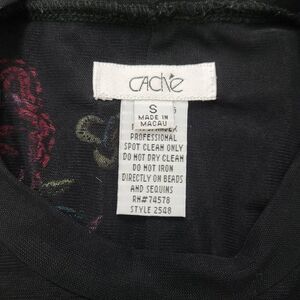 CACHÉ
S
MADE IN
MACAU
PROFESSIONAL
SPOT CLEAN ONLY
DO NOT DRY CLEAN
DO NOT IRON
DIRECTLY ON BEADS
AND SEQUINS
RN#74578
STYLE 2548